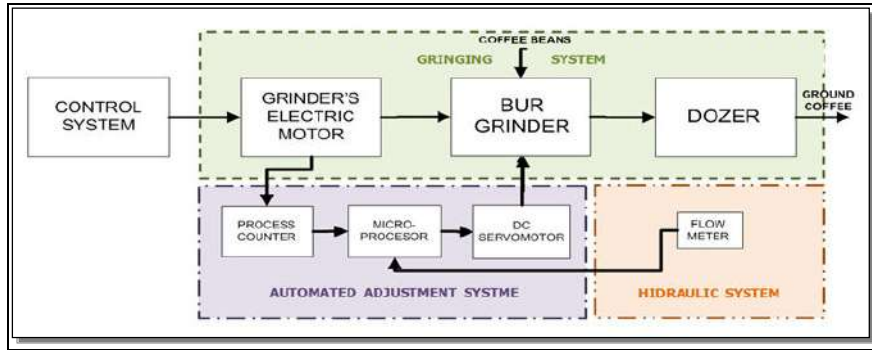 COFFEE BEANS
GRINGING SYSTEM
CONTROL
SYSTEM
GRINDER'S
ELECTRIC
MOTOR
BUR
GRINDER
DOZER
GROUND
COFFEE
PROCESS
COUNTER
MICRO-
PROCESOR
DC
SERVOMOTOR
FLOW
METER
AUTOMATED ADJUSTMENT SYSTME
HIDRAULIC SYSTEM